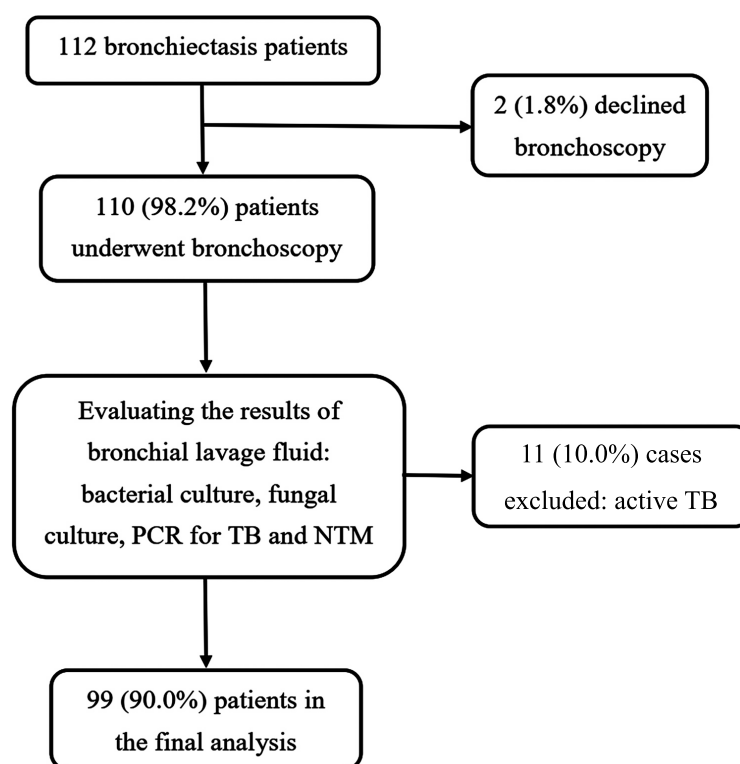 112 bronchiectasis patients
2 (1.8%) declined
bronchoscopy
110 (98.2%) patients
underwent bronchoscopy
Evaluating the results of
bronchial lavage fluid:
bacterial culture, fungal
culture, PCR for TB and NTM
11 (10.0%) cases
excluded: active TB
99 (90.0%) patients in
the final analysis